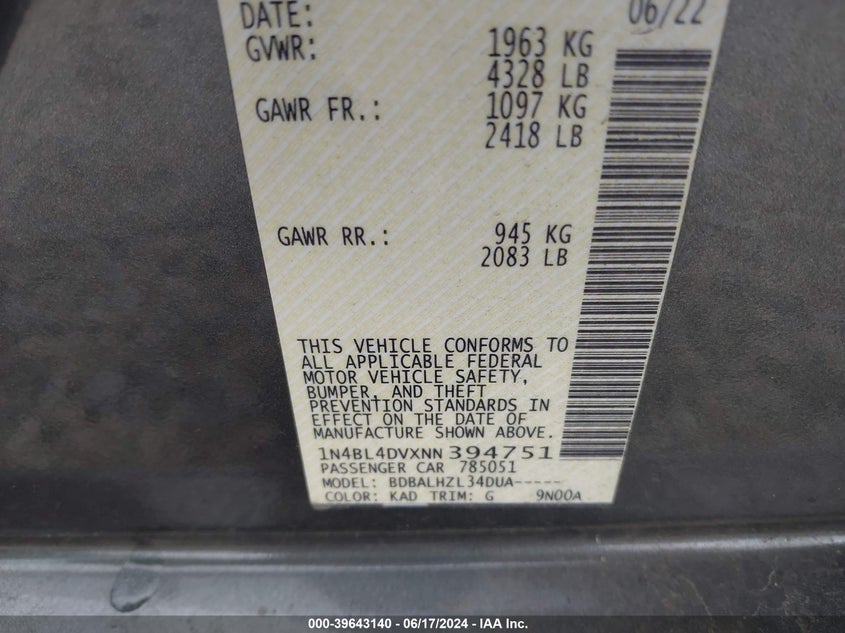 DATE: 06/22
GVWR: 1963 KG
4328 LB
GAWR FR.: 1097 KG
2418 LB
GAWR RR.: 945 KG
2083 LB
THIS VEHICLE CONFORMS TO
ALL APPLICABLE FEDERAL
MOTOR VEHICLE SAFETY,
BUMPER, AND THEFT
PREVENTION STANDARDS IN
EFFECT ON THE DATE OF
MANUFACTURE SHOWN ABOVE.
1N4BL4DVXNN394751
PASSENGER CAR 785051
MODEL: BDBALHZL34DUA-----
COLOR: KAD TRIM: G 9N00A
000-39643140 - 06/17/2024 - IAA Inc.